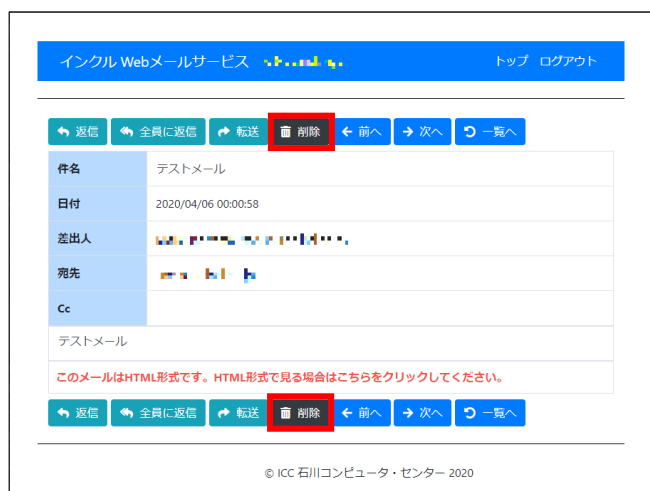 インクル Webメールサービス トップ ログアウト
返信 全員に返信 転送 削除 前へ 次へ 一覧へ
件名 テストメール
日付 2020/04/06 00:00:58
差出人
宛先
Cc
テストメール
このメールはHTML形式です。HTML形式で見る場合はこちらをクリックしてください。
返信 全員に返信 転送 削除 前へ 次へ 一覧へ
© ICC 石川コンピュータ・センター 2020